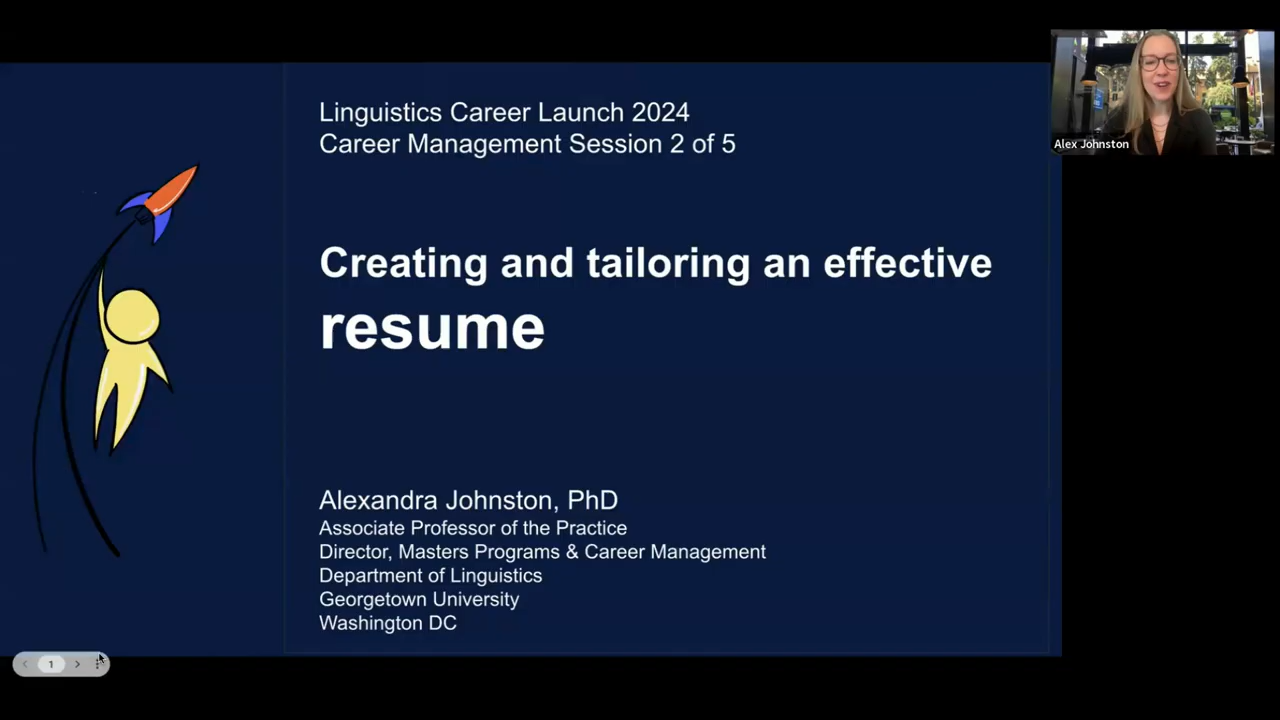 Linguistics Career Launch 2024
Career Management Session 2 of 5
Creating and tailoring an effective
resume
Alexandra Johnston, PhD
Associate Professor of the Practice
Director, Masters Programs & Career Management
Department of Linguistics
Georgetown University
Washington DC
Alex Johnston
1